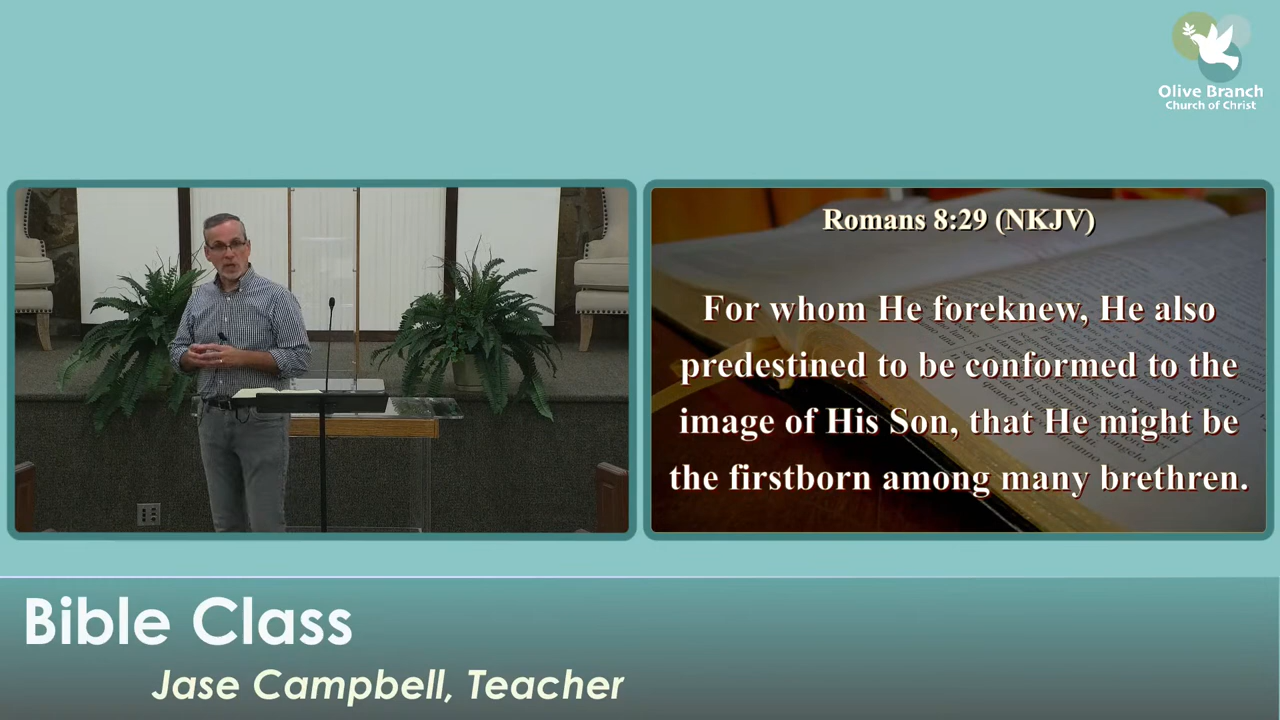 Olive Branch
Church of Christ
Romans 8:29 (NKJV)
For whom He foreknew, He also
predestined to be conformed to the
image of His Son, that He might be
the firstborn among many brethren.
Bible Class
Jase Campbell, Teacher